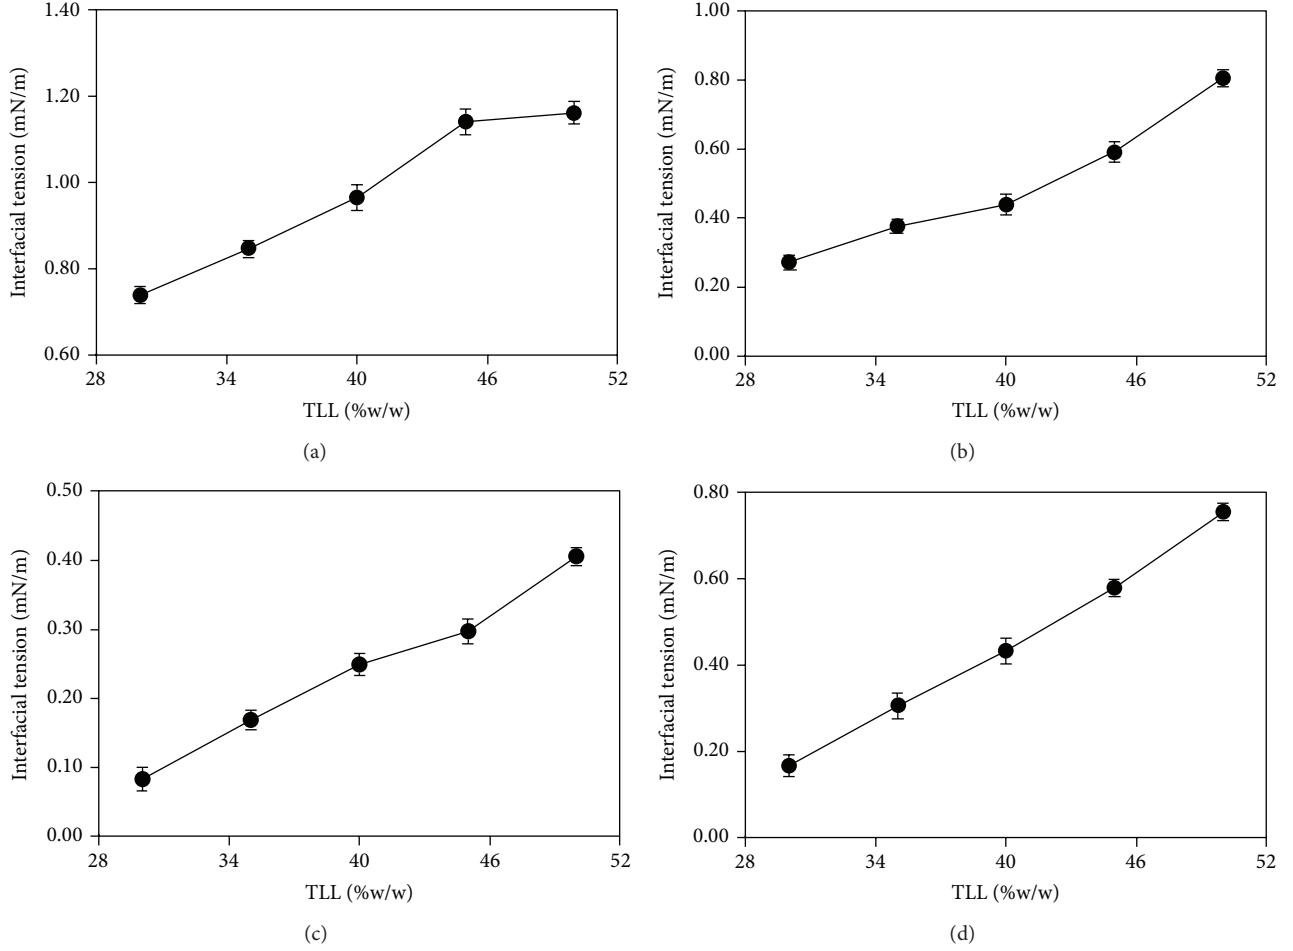 Interfacial tension (mN/m)
1.40
1.20
1.00
0.80
0.60
28 34 40 46 52
TLL (%w/w)
(a)
Interfacial tension (mN/m)
1.00
0.80
0.60
0.40
0.20
0.00
28 34 40 46 52
TLL (%w/w)
(b)
Interfacial tension (mN/m)
0.50
0.40
0.30
0.20
0.10
0.00
28 34 40 46 52
TLL (%w/w)
(c)
Interfacial tension (mN/m)
0.80
0.60
0.40
0.20
0.00
28 34 40 46 52
TLL (%w/w)
(d)